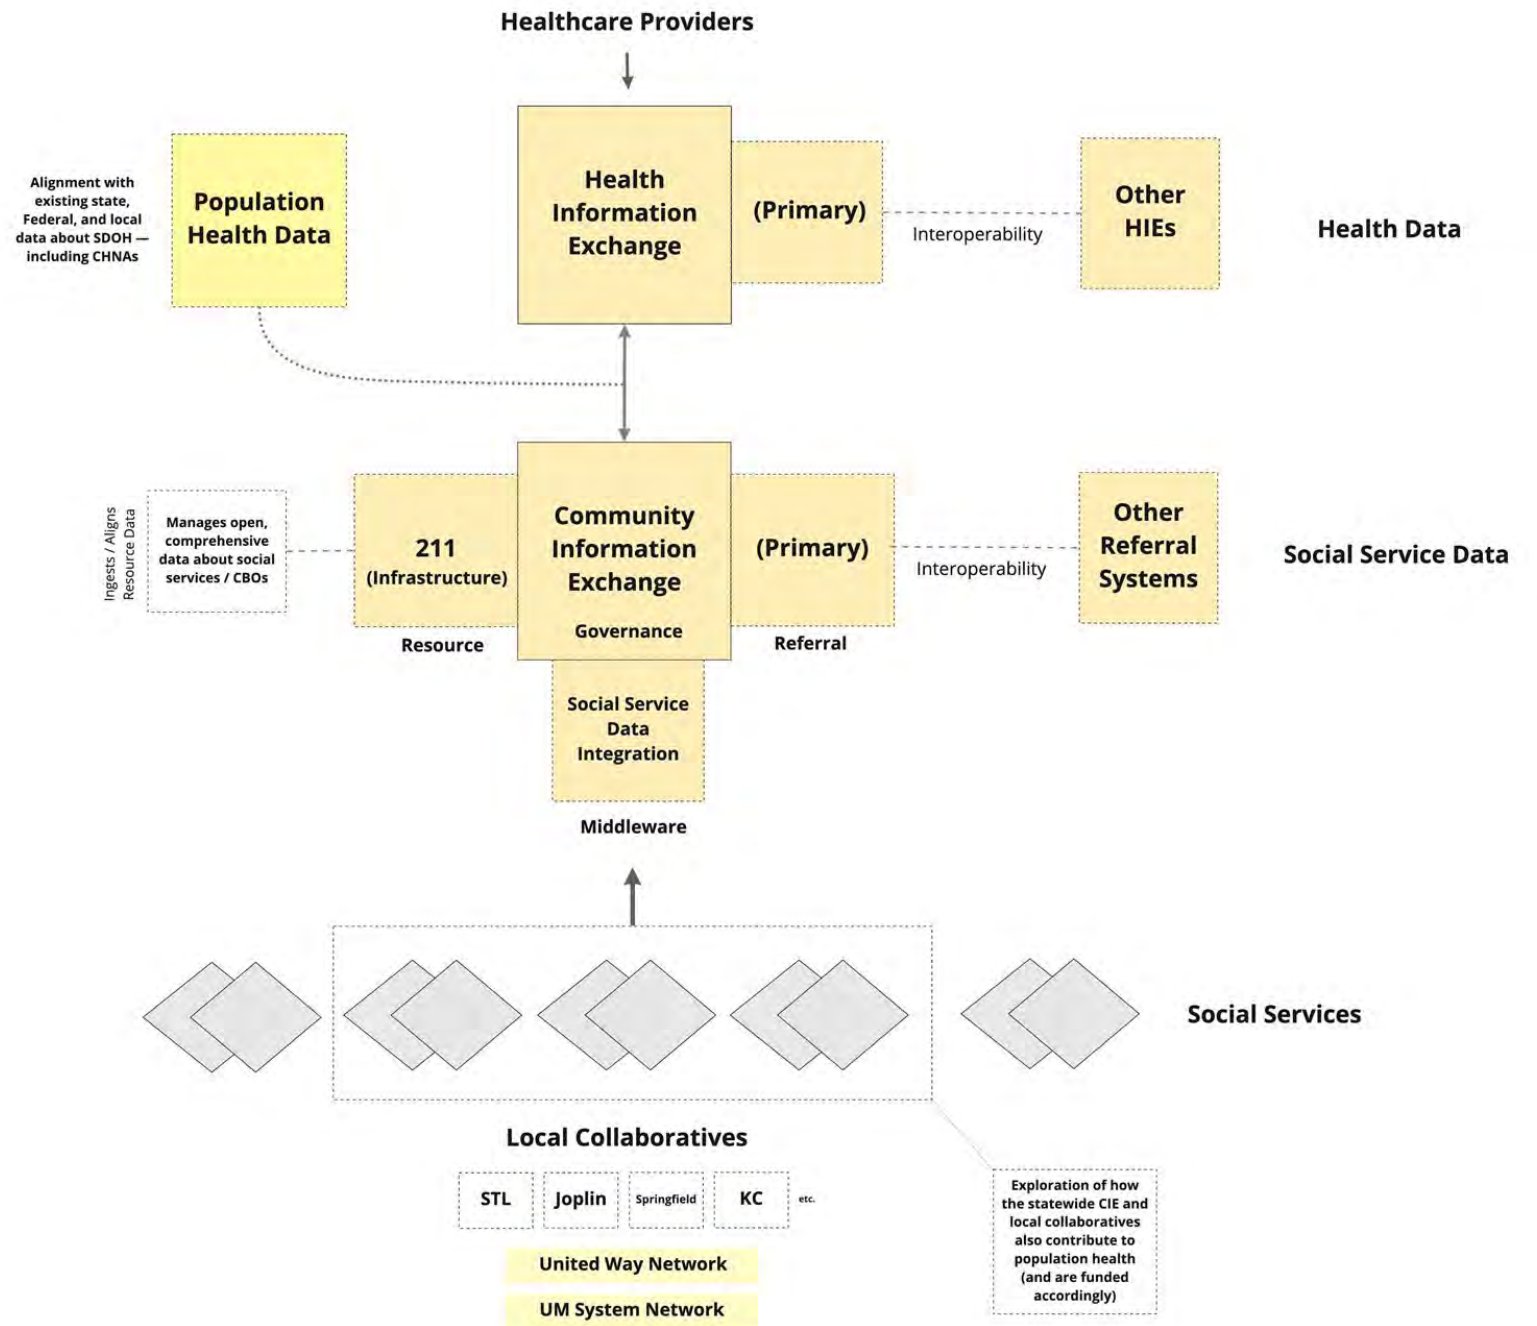 Healthcare Providers
Alignment with
existing state,
Federal, and local
data about SDOH —
including CHNAs
Population
Health Data
Health
Information
Exchange
(Primary)
Interoperability
Other
HIEs
Health Data
Ingests / Aligns
Resource Data
Manages open,
comprehensive
data about social
services / CBOs
211
(Infrastructure)
Resource
Community
Information
Exchange
Governance
(Primary)
Referral
Interoperability
Other
Referral
Systems
Social Service Data
Social Service
Data
Integration
Middleware
Social Services
Local Collaboratives
STL
Joplin
Springfield
KC
etc.
United Way Network
UM System Network
Exploration of how
the statewide CIE and
local collaboratives
also contribute to
population health
(and are funded
accordingly)